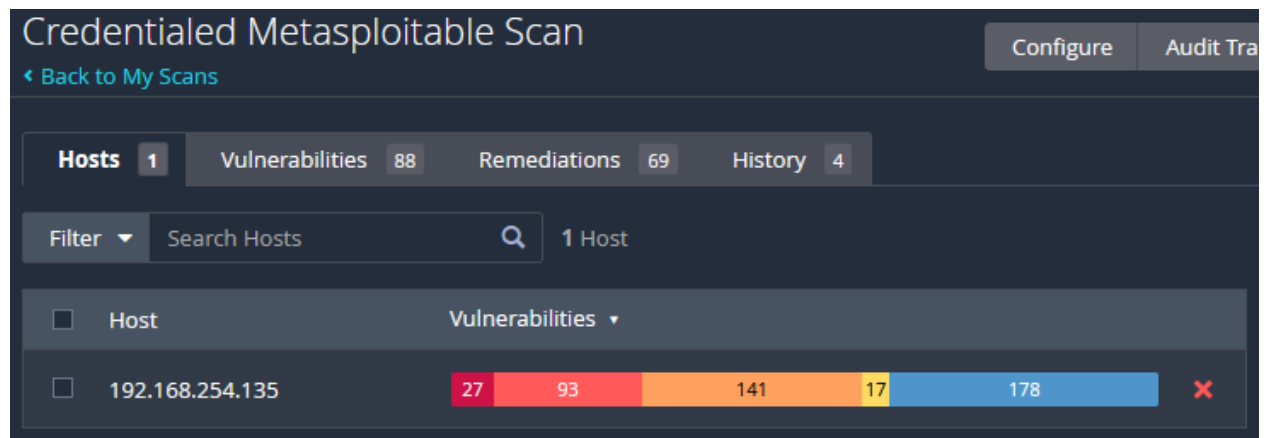 Credentialed Metasploitable Scan
Configure Audit Tra
Back to My Scans
Hosts 1 Vulnerabilities 88 Remediations 69 History 4
Filter Search Hosts 1 Host
Host Vulnerabilities
192.168.254.135 27 93 141 17 178